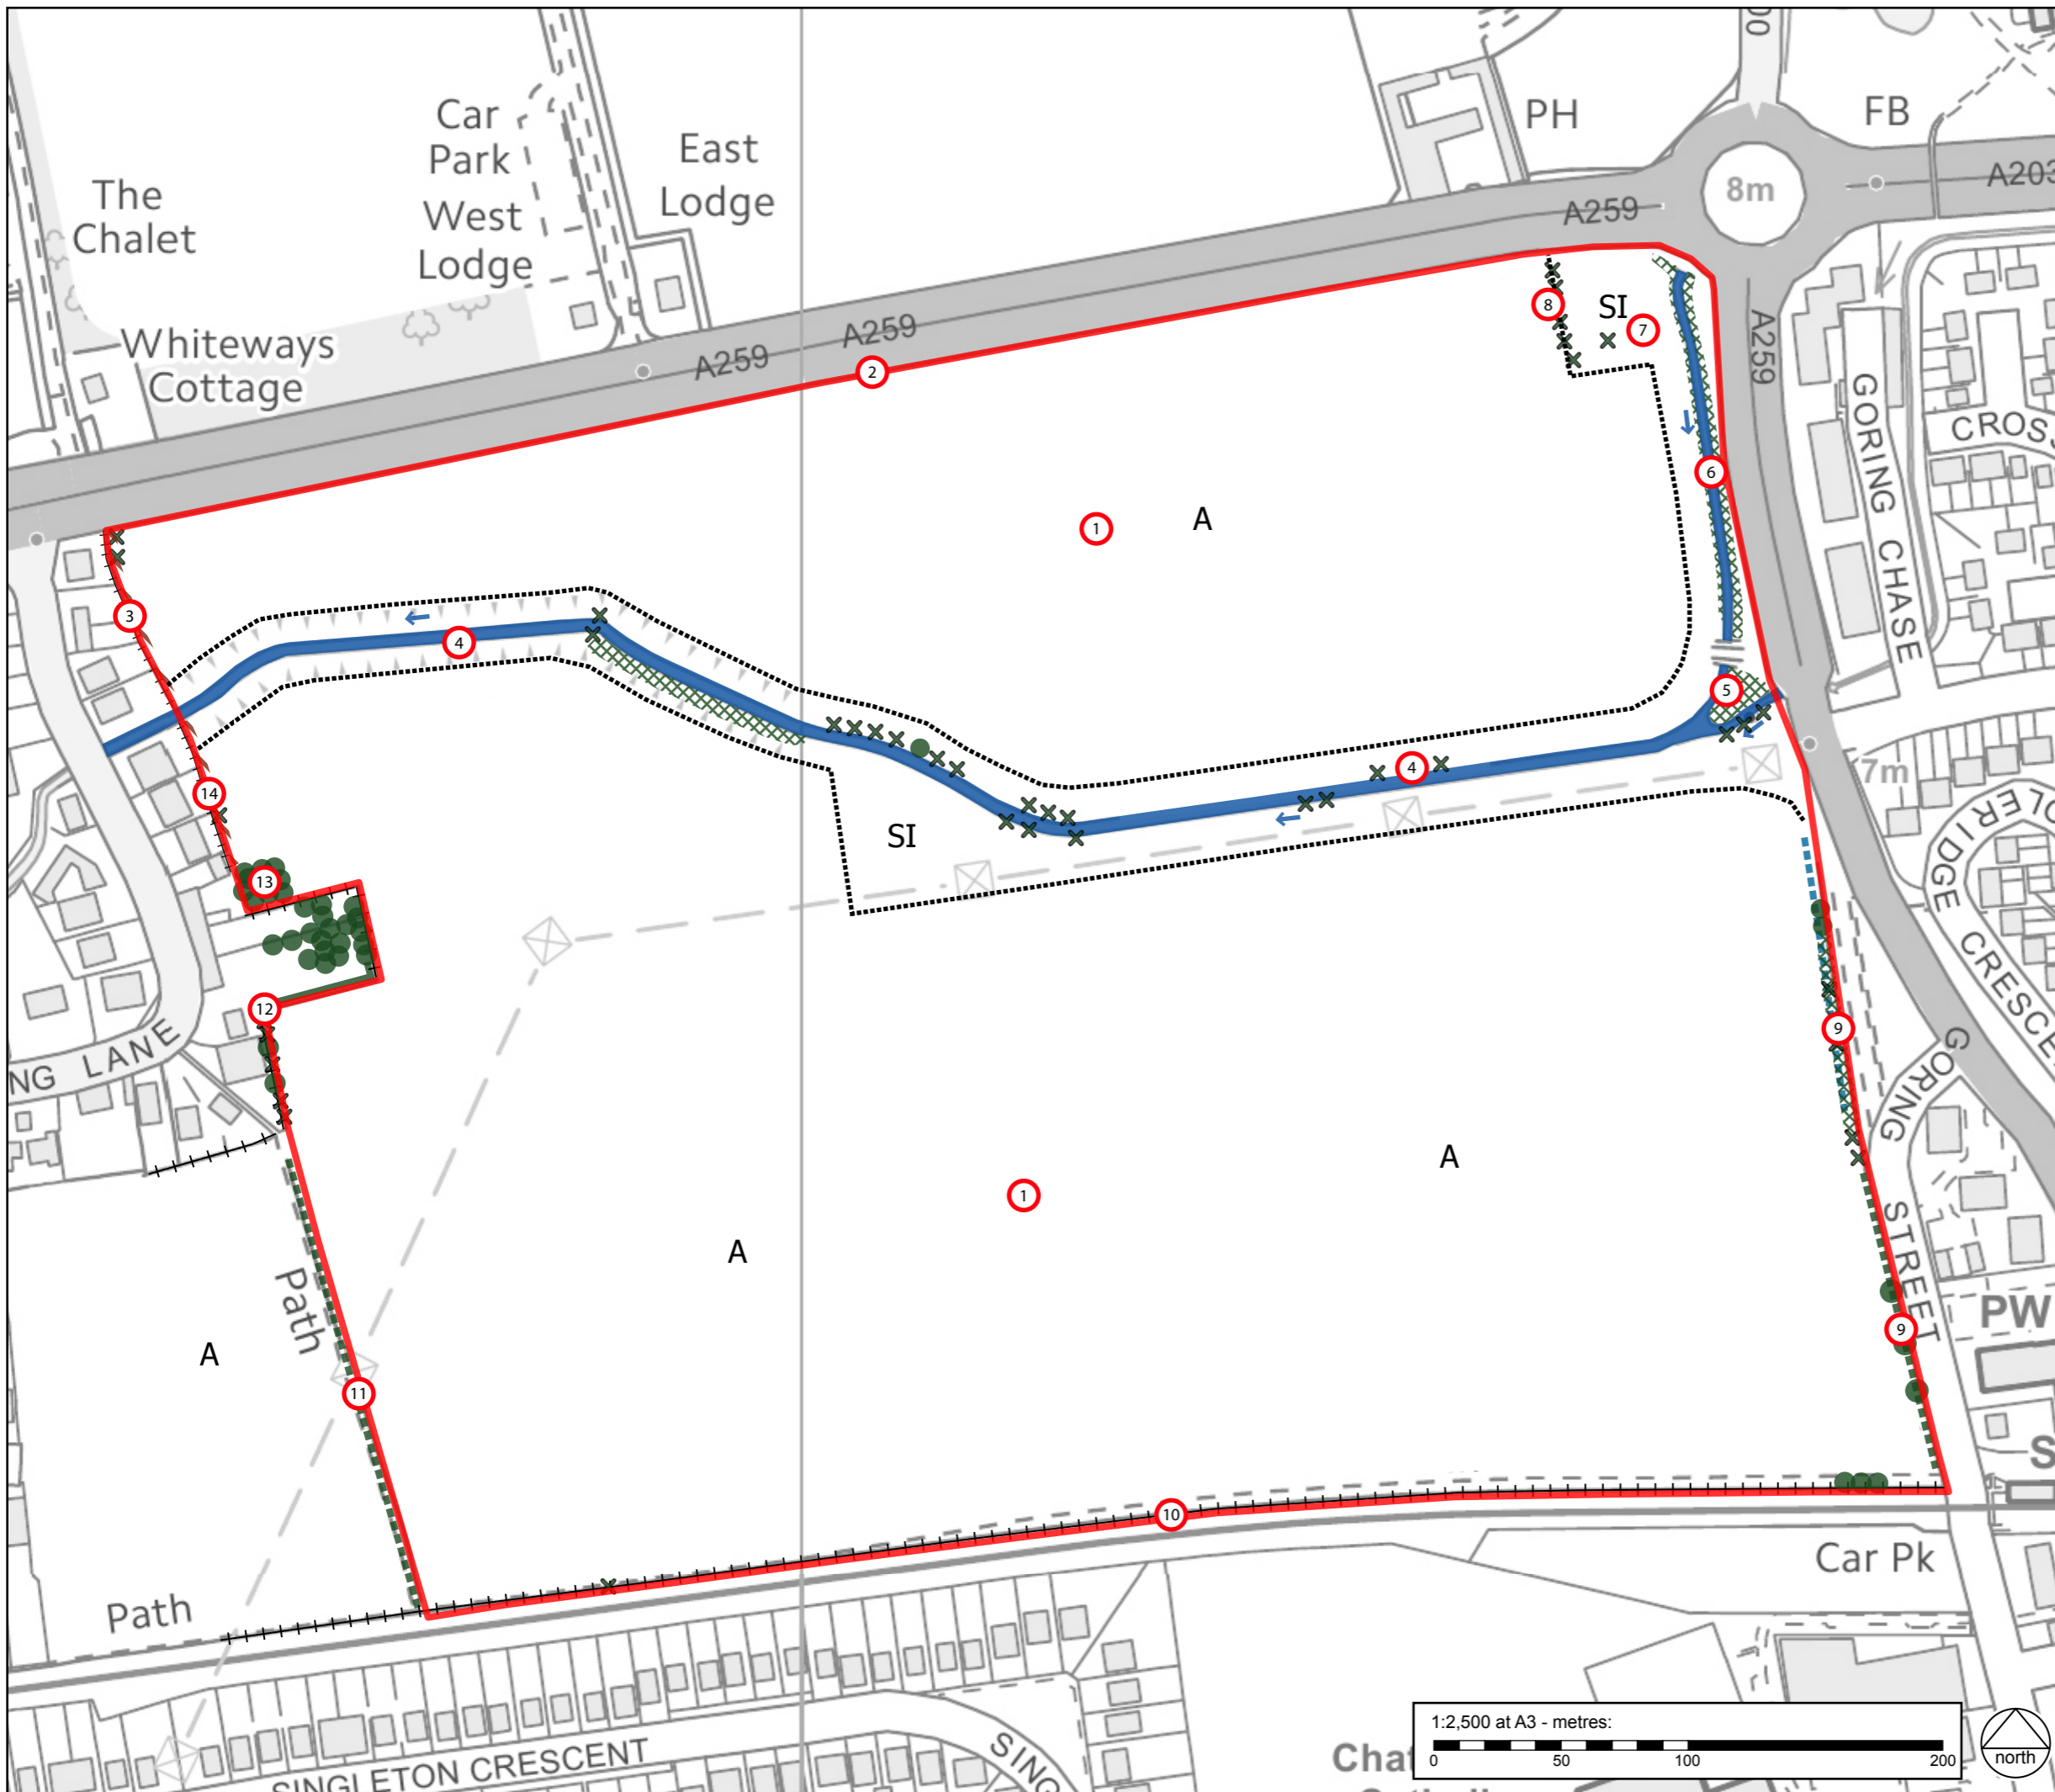 Car
Park
West
Lodge
East
Lodge
The
Chalet
Whiteways
Cottage
PH
FB
8m
A259
A259
A259
A259
8
SI
7
2
GORING CHASE
6
1
A
3
4
5
14
4
7m
SI
13
12
9
GORING
STREET
1
A
A
A
Path
11
9
PW
10
Path
Car Pk
SINGLETON CRESCENT
1:2,500 at A3 - metres:
0
50
100
200
north